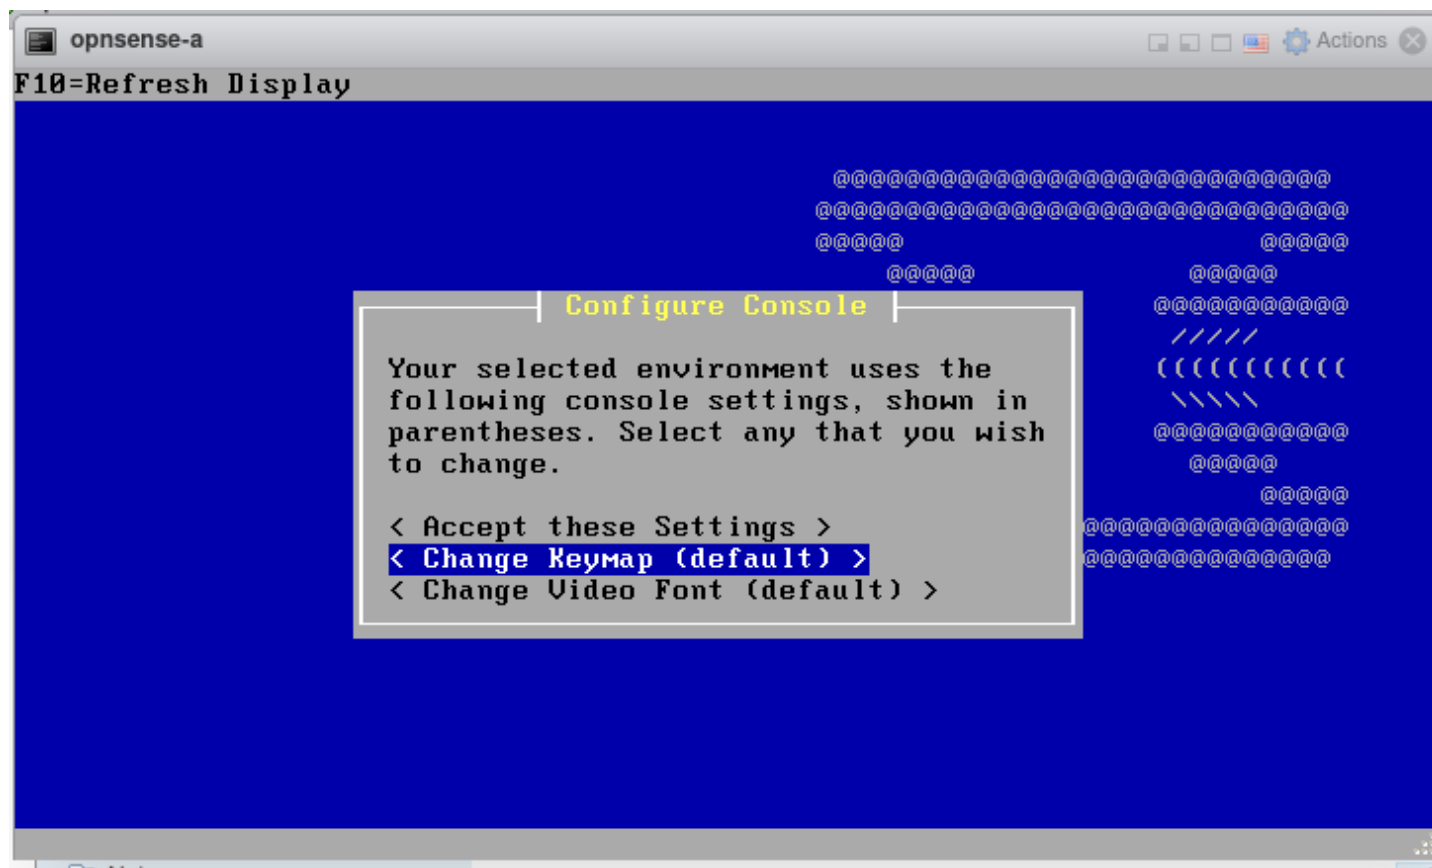 opnsense-a
Actions
F10=Refresh Display
@@@@@@@@@@@@@@@@@@@@@@@@@@@@
@@@@@@@@@@@@@@@@@@@@@@@@@@@@@@
@@@@@ @@@@@
@@@@@ @@@@@
Configure Console
@@@@@@@@@@@
/////
Your selected environment uses the
(((((((((((
following console settings, shown in
\\\\\
parentheses. Select any that you wish
@@@@@@@@@@@
to change.
@@@@@
@@@@@
< Accept these Settings >
@@@@@@@@@@@@@@@
< Change Keymap (default) >
@@@@@@@@@@@@@@
< Change Video Font (default) >